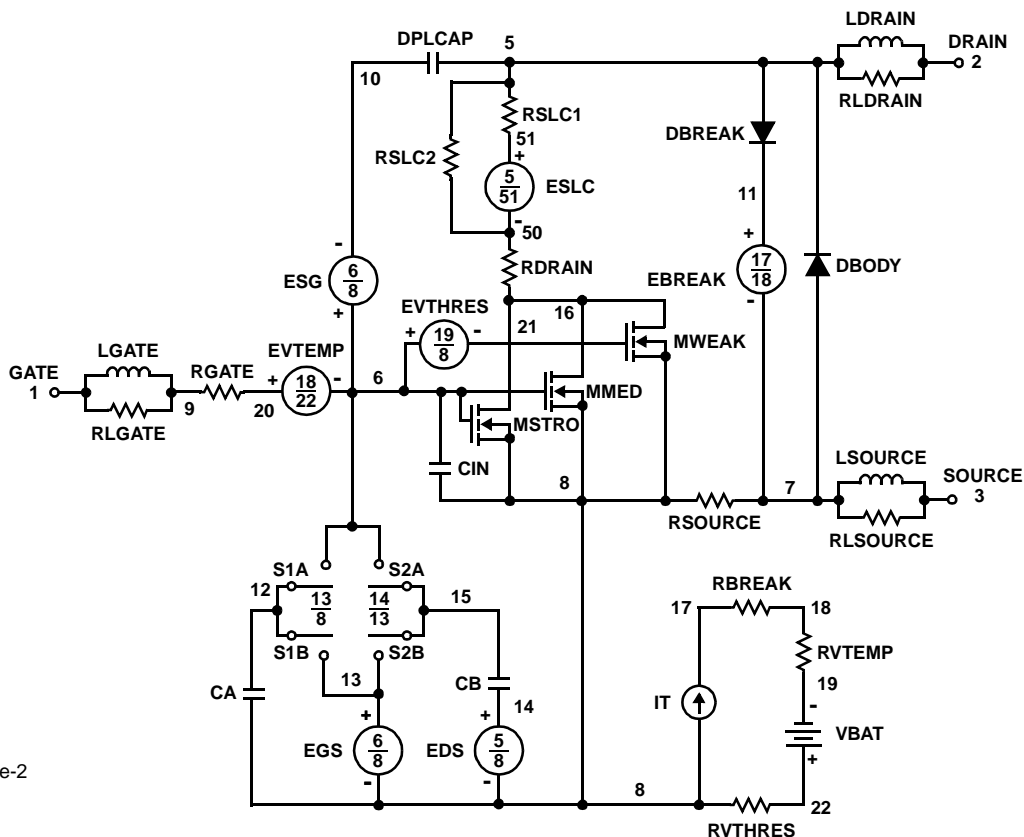 LDRAIN
DPLCAP 5 DRAIN
10 2
RLDRAIN
RSLC1
51 DBREAK
RSLC2
+
5
51
ESLC 11
-
50
- +
RDRAIN 17
18
EBREAK DBODY
ESG 6
8
EVTHRES 16 -
+ 21
+ 19
8
- MWEAK
LGATE EVTEMP
GATE RGATE + 18
22
- 6 MMED
1 9 20
RLGATE MSTRO
CIN LSOURCE
8 7 SOURCE
3
RSOURCE
RLSOURCE
S1A S2A
12 13
8
14
13
15 RBREAK
17 18
S1B S2B RVTEMP
13 CB 19
CA IT -
+ + 14
VBAT
EGS 6
8
EDS 5
8
+
- - 8 22
RVTHRES
e-2